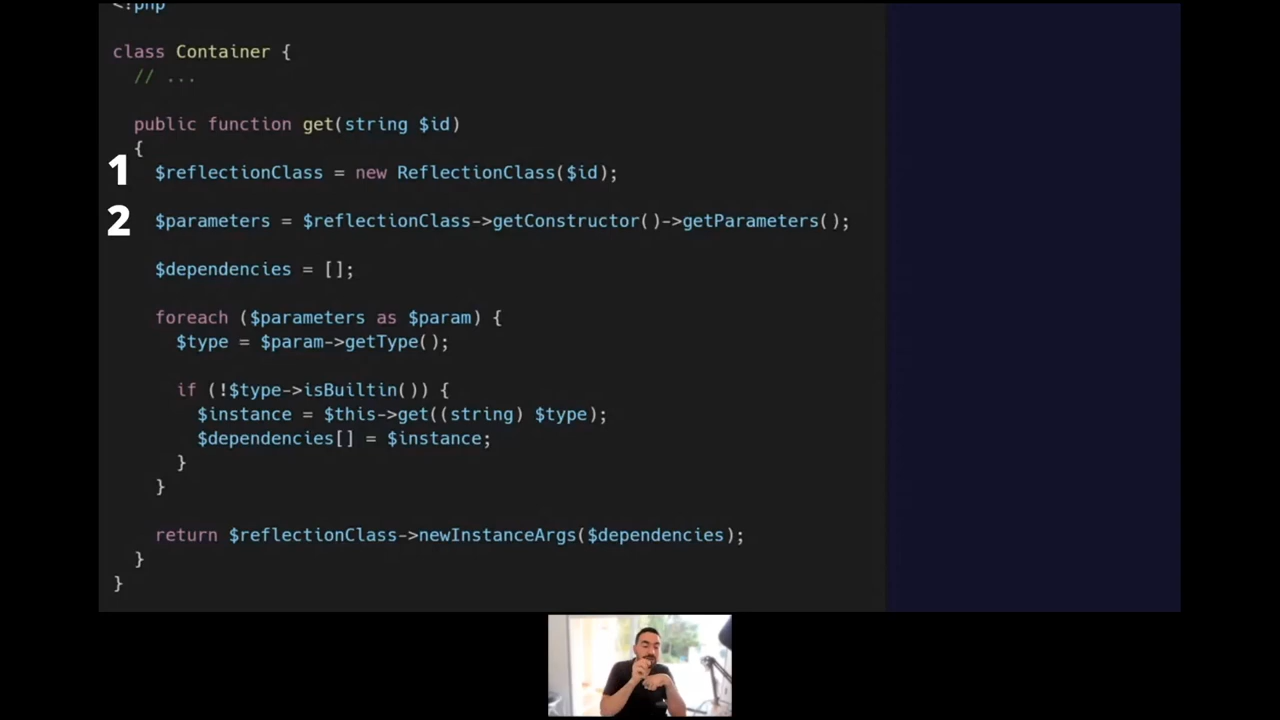 <?php
class Container {
// ...
public function get(string $id)
{
1 $reflectionClass = new ReflectionClass($id);
2 $parameters = $reflectionClass->getConstructor()->getParameters();
$dependencies = [];
foreach ($parameters as $param) {
$type = $param->getType();
if (!$type->isBuiltin()) {
$instance = $this->get((string) $type);
$dependencies[] = $instance;
}
}
return $reflectionClass->newInstanceArgs($dependencies);
}
}